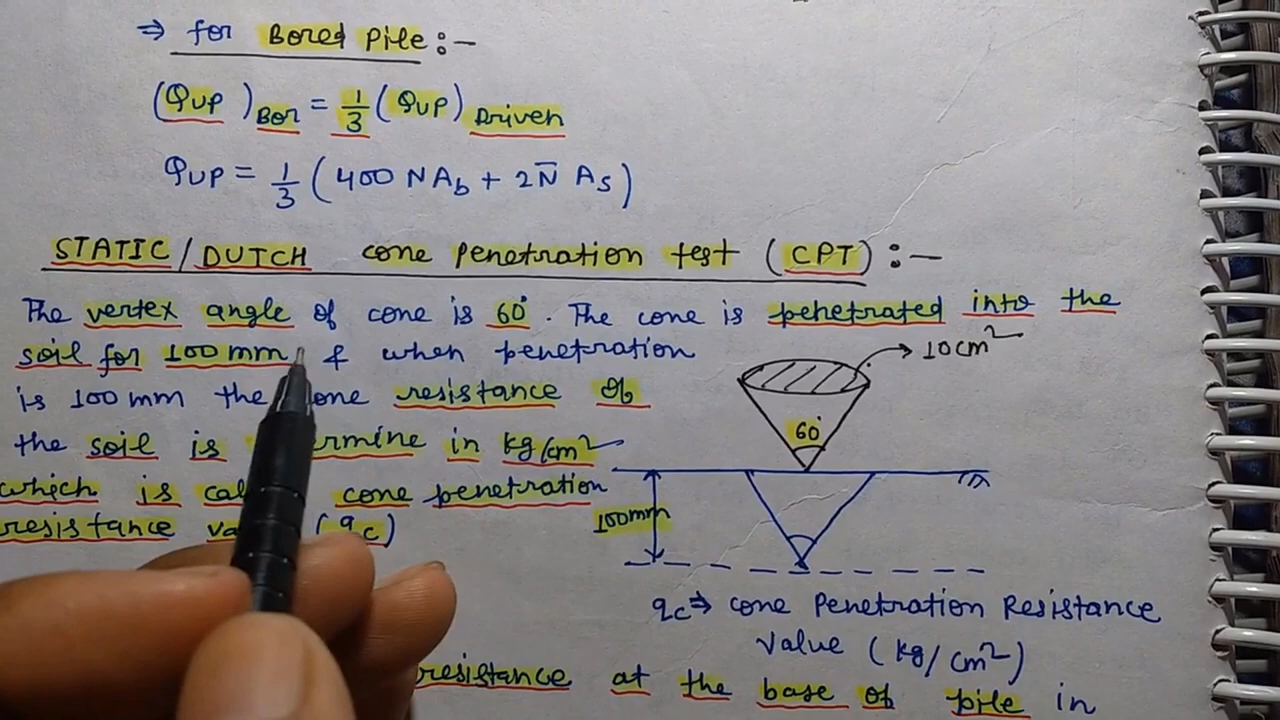 ⇒ for Bored Pile :-
(Qup)Bor = 1/3 (Qup) Driven
Qup = 1/3 (400 NAb + 2N̄ As)
STATIC/DUTCH cone penetration test (CPT) :-
The vertex angle of cone is 60°. The cone is penetrated into the
soil for 100 mm & when penetration
is 100 mm the resistance of
the soil is in kg/cm²
which is cone penetration
resistance (qc)
10cm²
60°
100mm
qc ⇒ cone Penetration Resistance
Value (kg/cm²)
resistance at the base of pile in